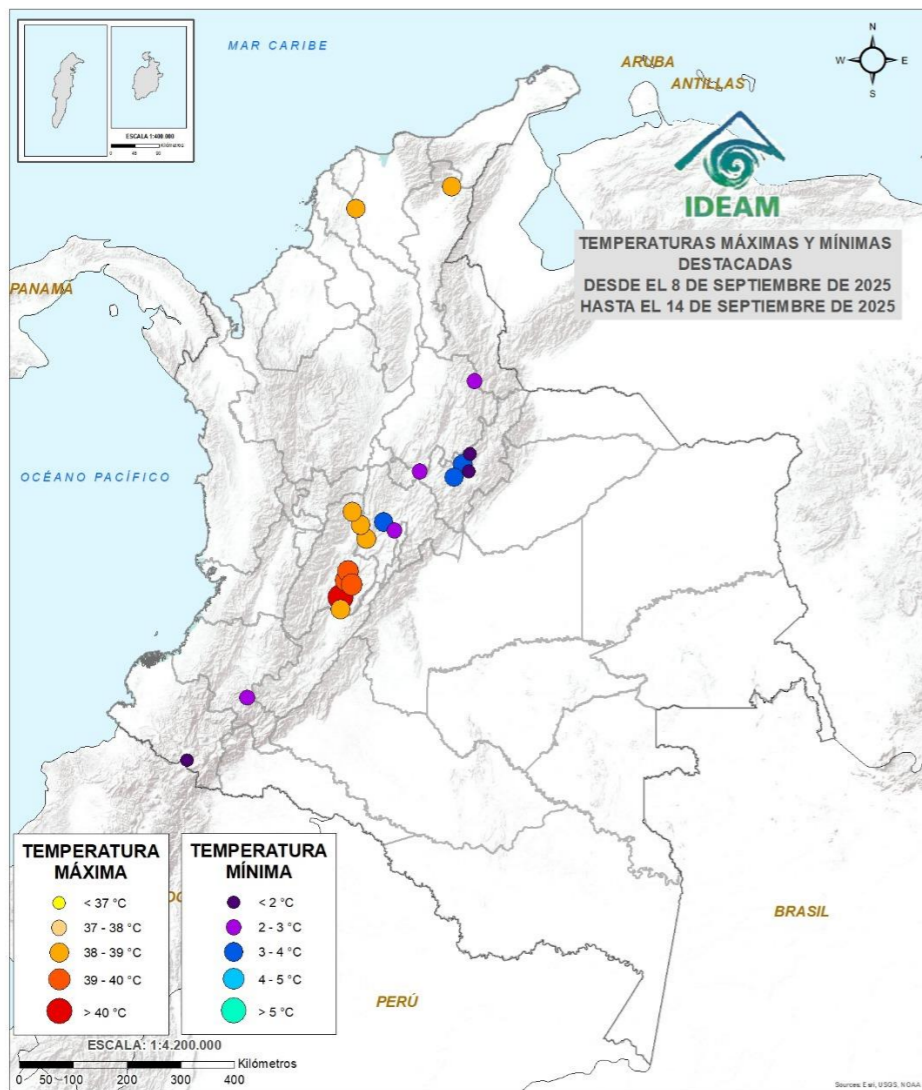 MAR CARIBE
ARUBA
ANTILLAS
N
W
E
S
ESCALA 1:400.000
Kilómetros
IDEAM
TEMPERATURAS MÁXIMAS Y MÍNIMAS
DESTACADAS
DESDE EL 8 DE SEPTIEMBRE DE 2025
HASTA EL 14 DE SEPTIEMBRE DE 2025
PANAMÁ
OCÉANO PACÍFICO
TEMPERATURA
MÁXIMA
< 37 °C
37 - 38 °C
38 - 39 °C
39 - 40 °C
> 40 °C
TEMPERATURA
MÍNIMA
< 2 °C
2 - 3 °C
3 - 4 °C
4 - 5 °C
> 5 °C
BRASIL
PERÚ
ESCALA: 1:4.200.000
Kilómetros
0 50 100 200 300 400
Sources: Esri, USGS, NOAA